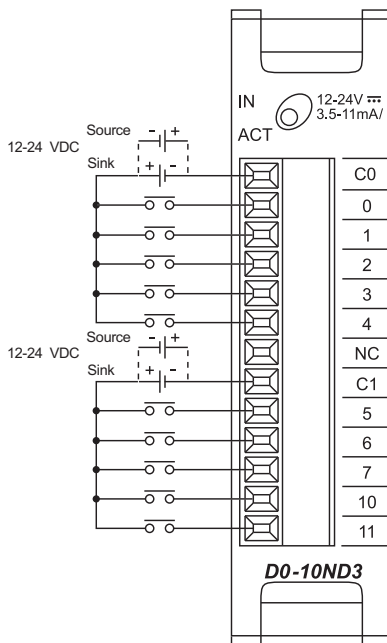 IN
12-24V
3.5-11mA/
ACT
Source
- +
12-24 VDC
Sink
+ -
C0
0
1
2
3
4
Source
- +
12-24 VDC
Sink
+ -
NC
C1
5
6
7
10
11
D0-10ND3